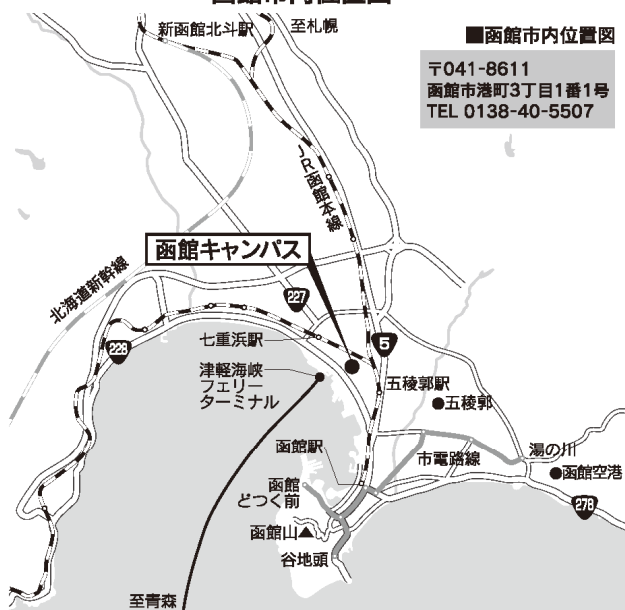 新函館北斗駅
至札幌
■函館市内位置図
〒041-8611
函館市港町3丁目1番1号
TEL 0138-40-5507
JR函館本線
函館キャンパス
北海道新幹線
227
228
七重浜駅
5
津軽海峡
フェリー
ターミナル
五稜郭駅
●五稜郭
函館駅
市電路線
湯の川
●函館空港
函館
どつく前
278
函館山▲
谷地頭
至青森